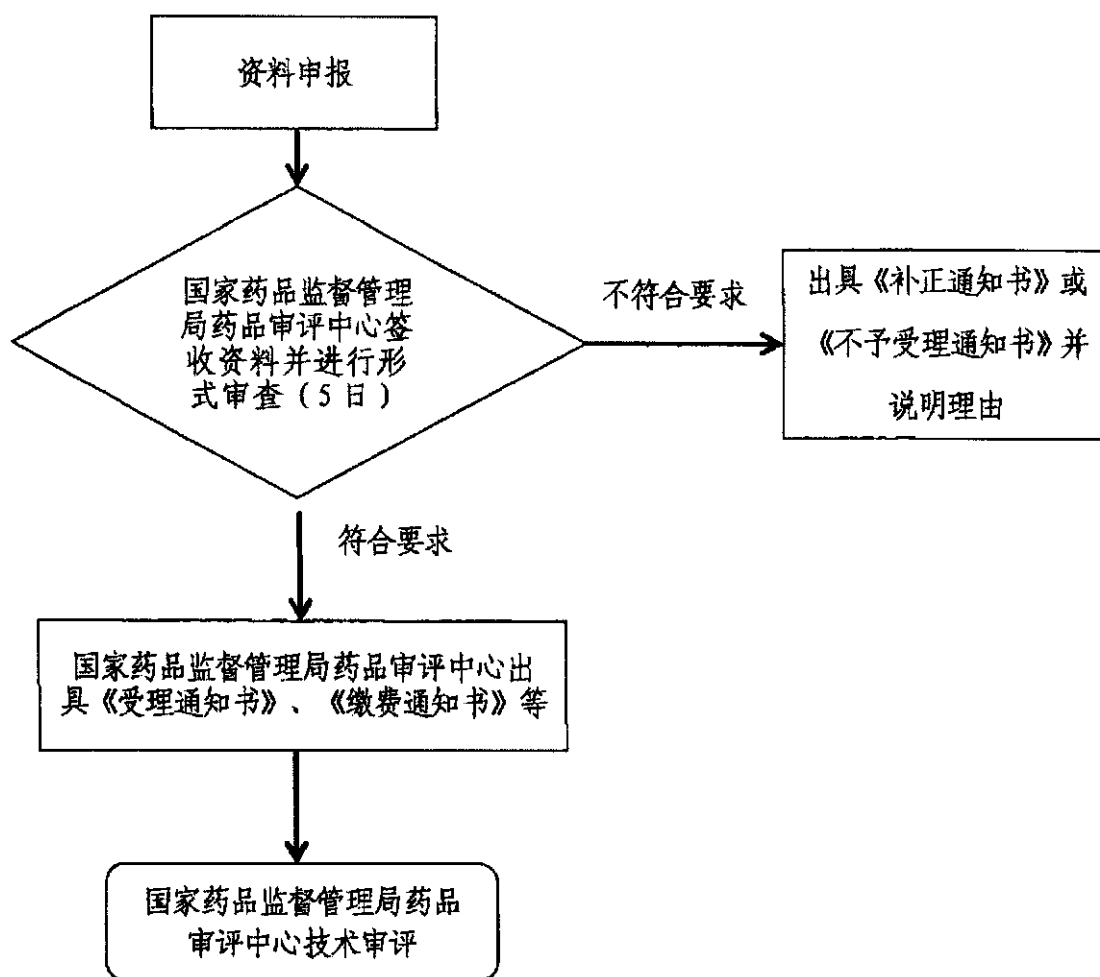 资料申报
国家药品监督管理
局药品审评中心签
收资料并进行形
式审查（5日）
不符合要求
出具《补正通知书》或
《不予受理通知书》并
说明理由
符合要求
国家药品监督管理局药品审评中心出
具《受理通知书》、《缴费通知书》等
国家药品监督管理局药品
审评中心技术审评